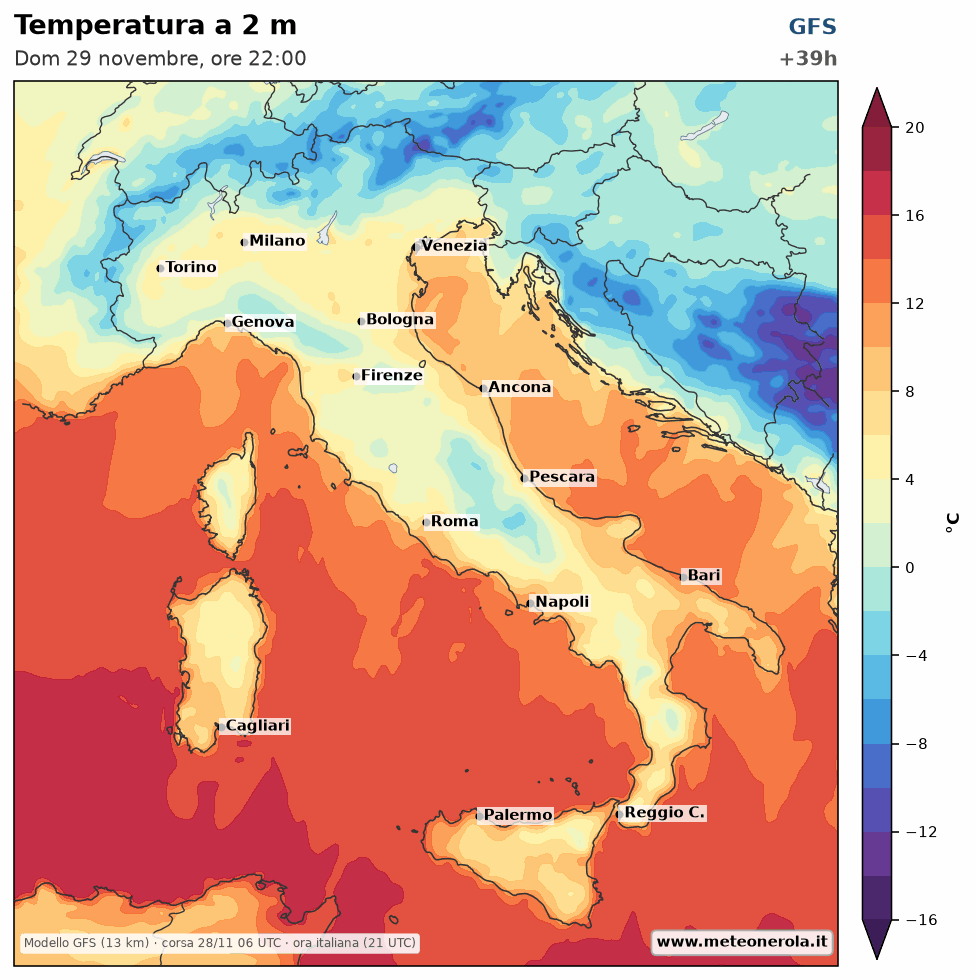 Temperatura a 2 m
GFS
Dom 29 novembre, ore 22:00
+39h
Milano
Venezia
Torino
Genova
Bologna
Firenze
Ancona
Pescara
Roma
Bari
Napoli
Cagliari
Palermo
Reggio C.
20
16
12
8
4
0
−4
−8
−12
−16
°C
Modello GFS (13 km) · corsa 28/11 06 UTC · ora italiana (21 UTC)
www.meteonerola.it